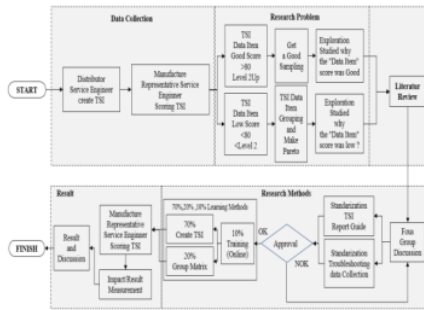 Data Collection
Research Problem
START
Distributor
Service Engineer
create TSI
Manufacture
Representative Service
Engineer
Scoring TSI
TSI
Data Item
Good Score
>80
Level 2Up
Get
a Good
Sampling
Exploration
Studied why
the "Data Item"
score was Good
TSI
Data Item
Low Score
<80
<Level 2
TSI Data
Item
Grouping
and
Make
Pareto
Exploration
Studied
why
the "Data Item"
score was low ?
Literatur
Review
Result
Research Methods
FINISH
Result
and
Discussion
Manufacture
Representative
Service Engineer
Scoring TSI
Impact/Result
Measurement
70%,20% ,10% Learning Methods
70%
Create TSI
20%
Group Matrix
10%
Training
(Online)
OK
Approval
NOK
Standarization
TSI
Report Guide
Standarization
Troubleshooting
data Collection
Fous
Group
Discussion